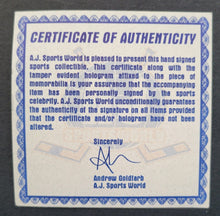 CERTIFICATE OF AUTHENTICITY
A.J. Sports World is pleased to present this hand signed
sports collectible. This certificate along with the
tamper evident hologram affixed to the piece of
memorabilia is your assurance that the accompanying
item has been personally signed by the sports
celebrity. A.J. Sports World unconditionally guarantees
the authenticity of the signature on all items provided
that the certificate and/or hologram have not been
altered.
Sincerely
Andrew Goldfarb
A.J. Sports World